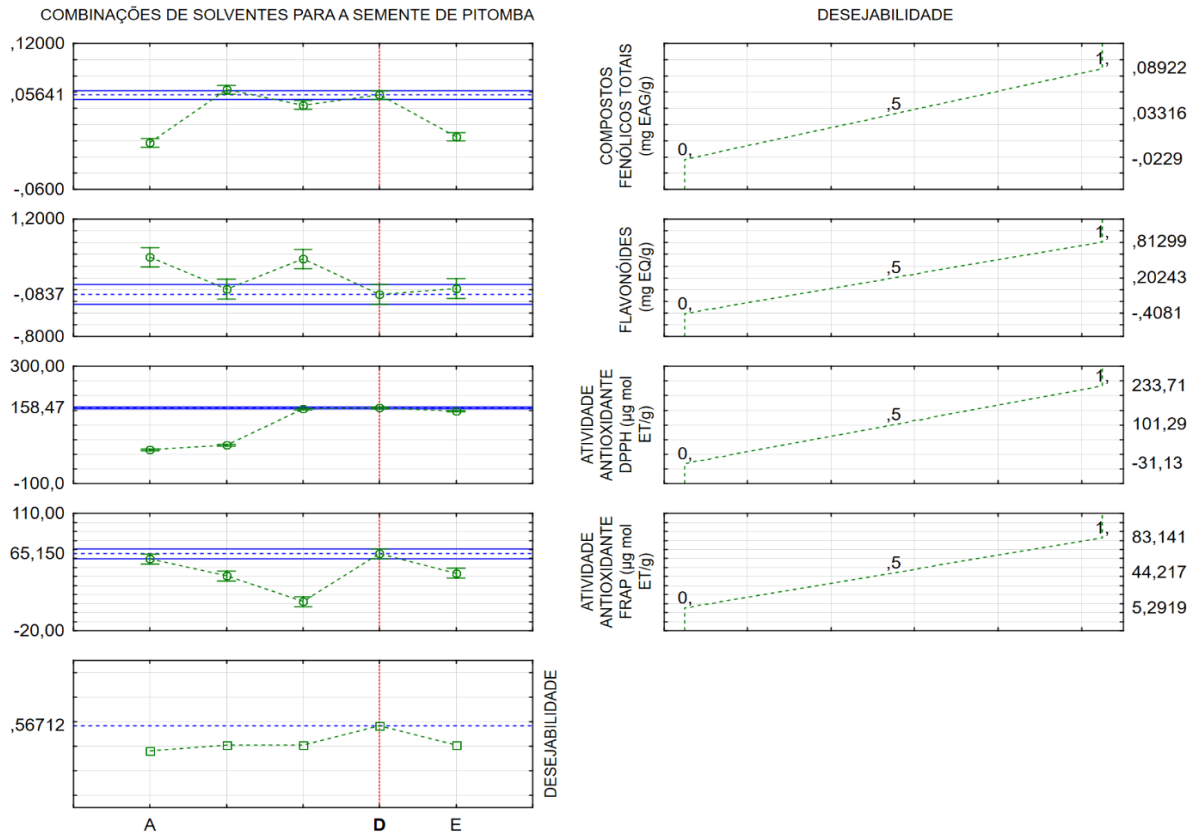 COMBINAÇÕES DE SOLVENTES PARA A SEMENTE DE PITOMBA
DESEJABILIDADE
,12000
,05641
-,0600
COMPOSTOS
FENÓLICOS TOTAIS
(mg EAG/g)
0,
,5
1,
,08922
,03316
-,0229
1,2000
-,0837
-,8000
FLAVONÓIDES
(mg EQ/g)
0,
,5
1,
,81299
,20243
-,4081
300,00
158,47
-100,0
ATIVIDADE
ANTIOXIDANTE
DPPH (µg mol
ET/g)
0,
,5
1,
233,71
101,29
-31,13
110,00
65,150
-20,00
ATIVIDADE
ANTIOXIDANTE
FRAP (µg mol
ET/g)
0,
,5
1,
83,141
44,217
5,2919
,56712
DESEJABILIDADE
A
D
E